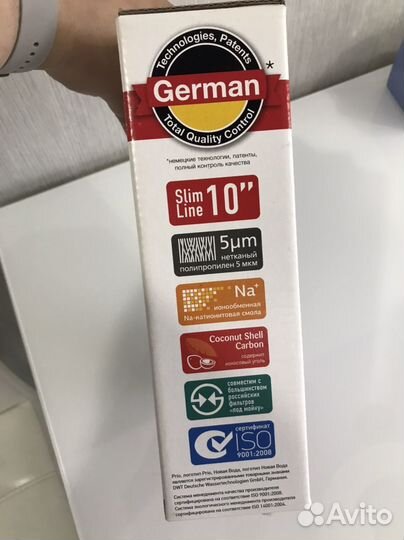 Technologies, Patents
German
*
Total Quality Control
*немецкие технологии, патенты,
полный контроль качества
Slim
Line 10”
5µm
нетканый
полипропилен 5 мкм
Na⁺
ионообменная
Na-катионитовая смола
Coconut Shell
Carbon
содержит
кокосовый уголь
совместим с
большинством
российских
фильтров
«под мойку»
сертификат
ISO
9001:2008
Prio, логотип Prio, Новая Вода, логотип Новая Вода
являются зарегистрированными товарными знаками
DWT Deutsche Wassertechnologien GmbH, Германия.
Система менеджмента качества производителя
сертифицирована на соответствие ISO 9001:2008.
Система экологического менеджмента производителя
сертифицирована на соответствие ISO 14001:2004.
Avito